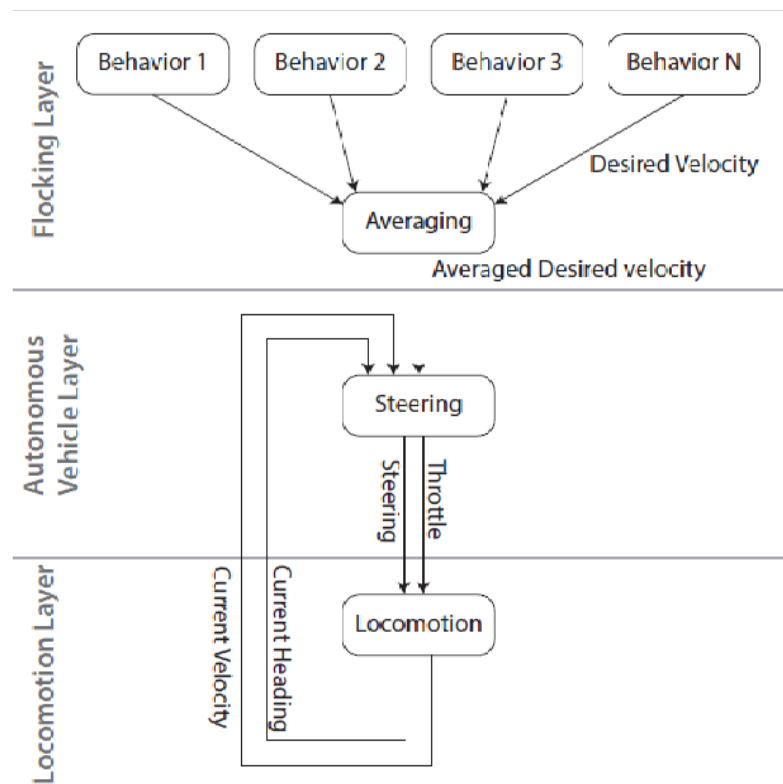 Flocking Layer
Behavior 1
Behavior 2
Behavior 3
Behavior N
Desired Velocity
Averaging
Averaged Desired velocity
Autonomous
Vehicle Layer
Steering
Steering
Throttle
Locomotion Layer
Current Velocity
Current Heading
Locomotion